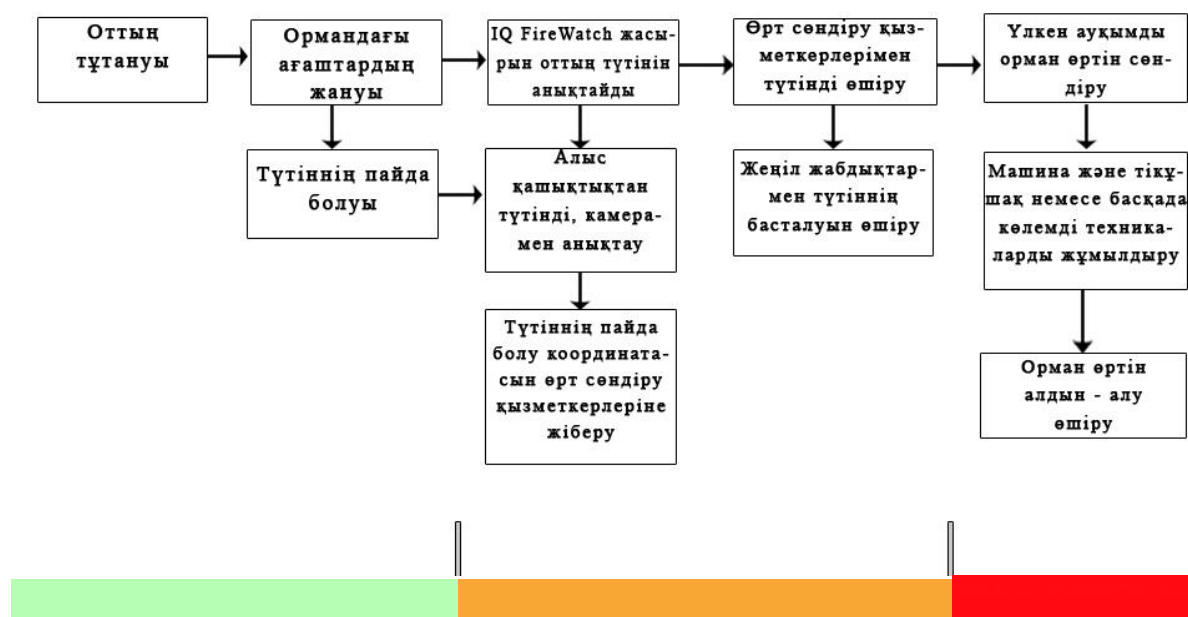 Оттың
тұтануы
Ормандағы
ағаштардың
жануы
IQ FireWatch жасы-
рын оттың түтінін
анықтайды
Өрт сөндіру қыз-
меткерлерімен
түтінді өшіру
Үлкен ауқымды
орман өртін сөн-
діру
Түтіннің пайда
болуы
Алыс
қашықтықтан
түтінді, камера-
мен анықтау
Жеңіл жабдықтар-
мен түтіннің
басталуын өшіру
Машина және тікұ-
шақ немесе басқада
көлемді техника-
ларды жұмылдыру
Түтіннің пайда
болу координата-
сын өрт сөндіру
қызметкерлеріне
жіберу
Орман өртін
алдын - алу
өшіру